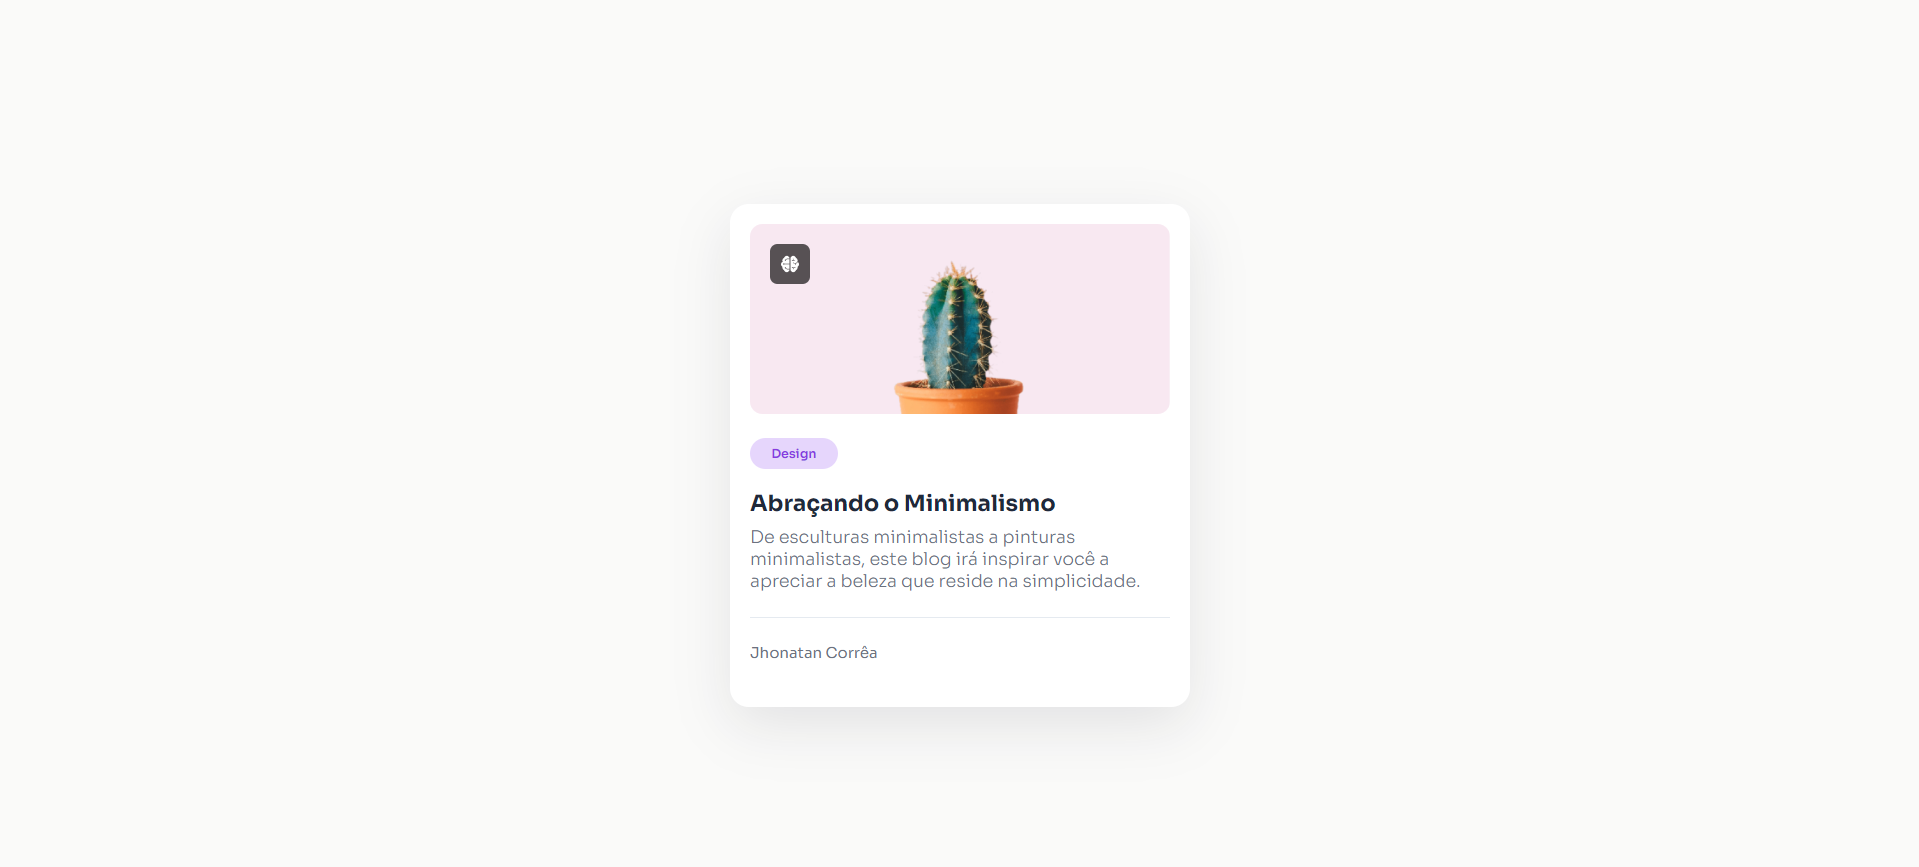 Design
Abraçando o Minimalismo
De esculturas minimalistas a pinturas
minimalistas, este blog irá inspirar você a
apreciar a beleza que reside na simplicidade.
Jhonatan Corrêa